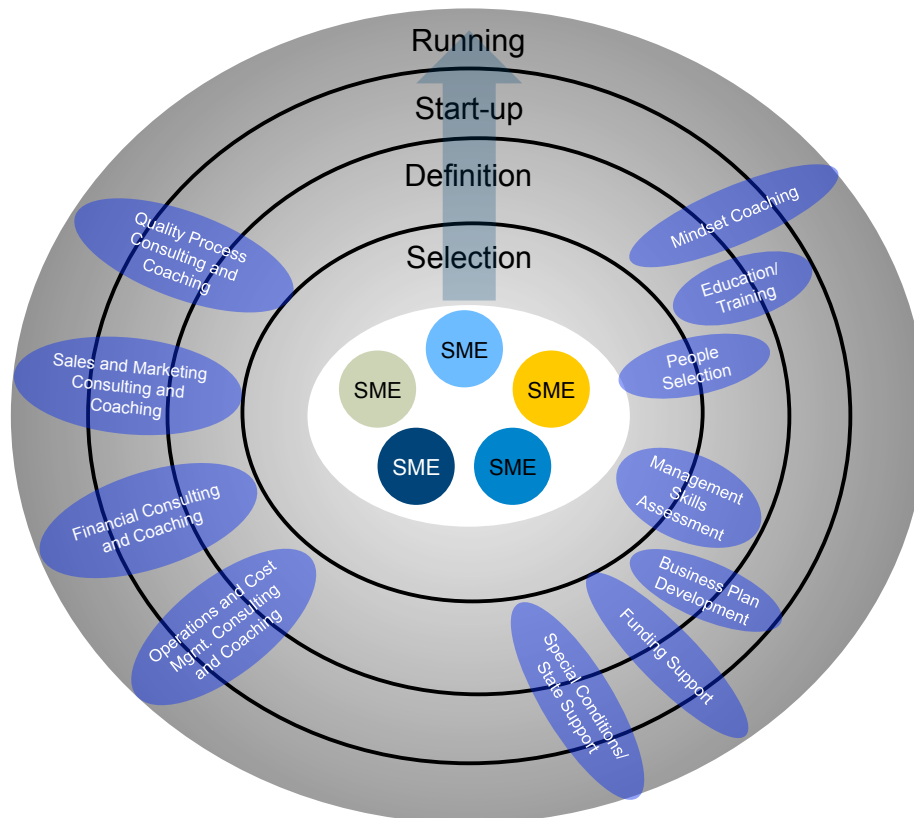 Running
Start-up
Definition
Selection
Mindset Coaching
Education/
Training
People
Selection
Quality Process
Consulting and
Coaching
Sales and Marketing
Consulting and
Coaching
SME
SME
SME
SME
SME
Management
Skills
Assessment
Financial Consulting
and Coaching
Business Plan
Development
Operations and Cost
Mgmt. Consulting
and Coaching
Funding Support
Special Conditions/
State Support